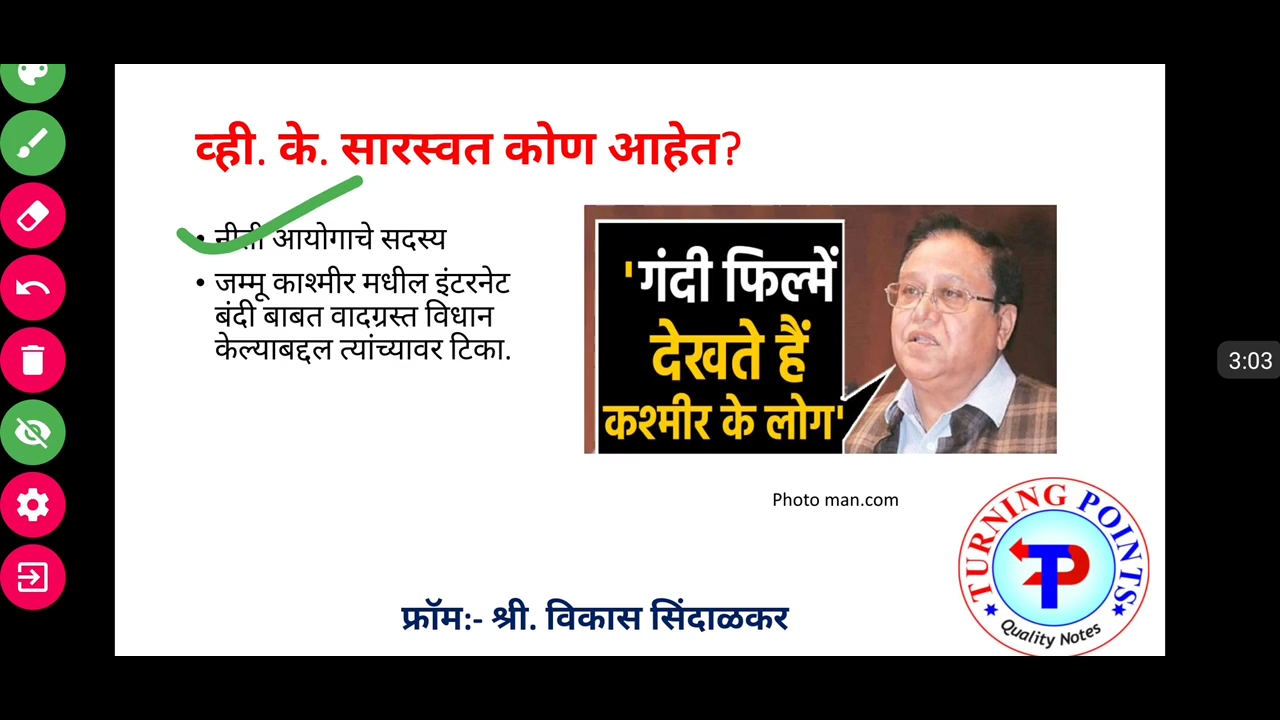 व्ही. के. सारस्वत कोण आहेत?
• नीती आयोगाचे सदस्य
• जम्मू काश्मीर मधील इंटरनेट
बंदी बाबत वादग्रस्त विधान
केल्याबद्दल त्यांच्यावर टिका.
'गंदी फिल्में
देखते हैं
कश्मीर के लोग'
3:03
Photo man.com
TURNING POINTS
TP
Quality Notes
फ्रॉम:- श्री. विकास सिंदाळकर